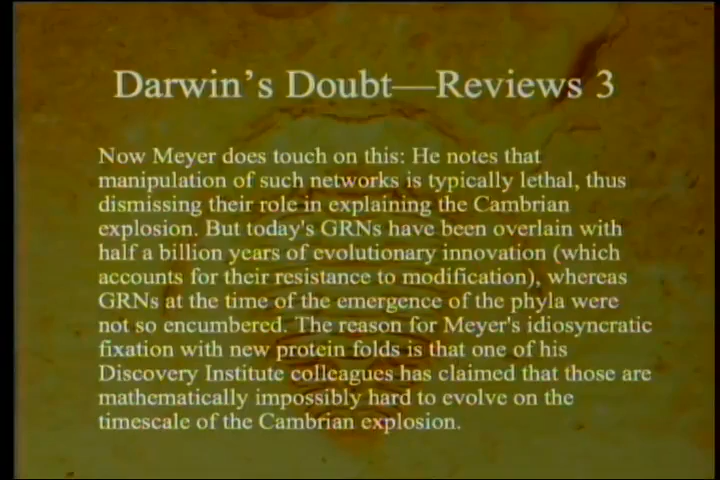 Darwin's Doubt—Reviews 3
Now Meyer does touch on this: He notes that
manipulation of such networks is typically lethal, thus
dismissing their role in explaining the Cambrian
explosion. But today's GRNs have been overlain with
half a billion years of evolutionary innovation (which
accounts for their resistance to modification), whereas
GRNs at the time of the emergence of the phyla were
not so encumbered. The reason for Meyer's idiosyncratic
fixation with new protein folds is that one of his
Discovery Institute colleagues has claimed that those are
mathematically impossibly hard to evolve on the
timescale of the Cambrian explosion.